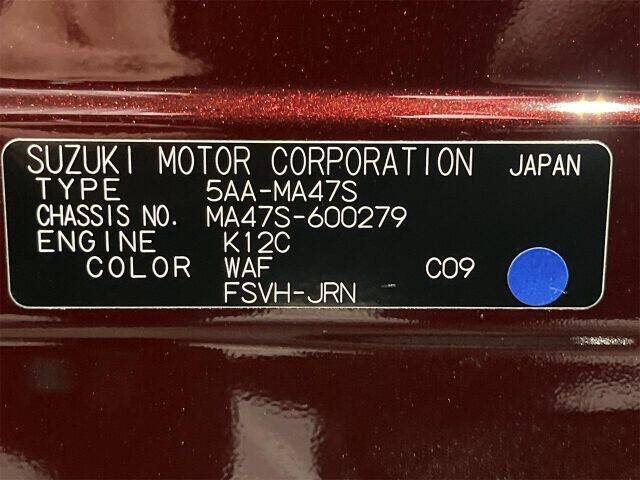 SUZUKI MOTOR CORPORATION JAPAN
TYPE 5AA-MA47S
CHASSIS NO. MA47S-600279
ENGINE K12C
COLOR WAF C09
FSVH-JRN